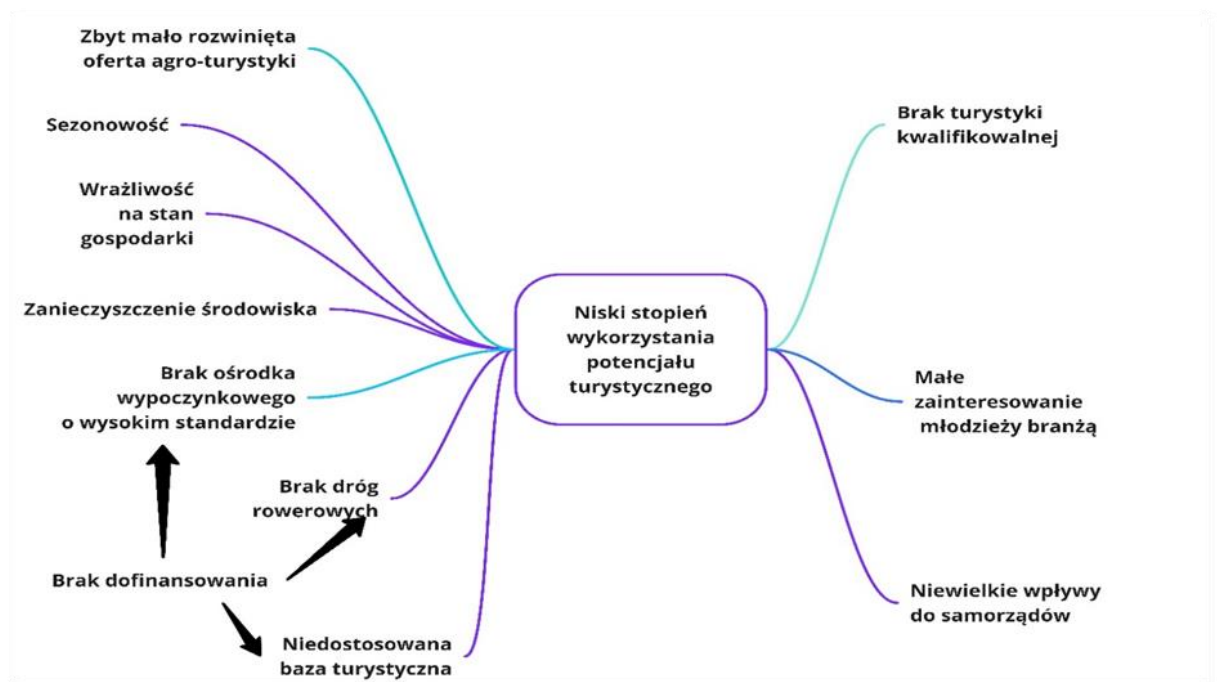 Zbyt mało rozwinięta
oferta agro-turystyki
Sezonowość
Wrażliwość
na stan
gospodarki
Zanieczyszczenie środowiska
Brak ośrodka
wypoczynkowego
o wysokim standardzie
Brak dróg
rowerowych
Brak dofinansowania
Niedostosowana
baza turystyczna
Niski stopień
wykorzystania
potencjału
turystycznego
Brak turystyki
kwalifikowalnej
Małe
zainteresowanie
młodzieży branżą
Niewielkie wpływy
do samorządów